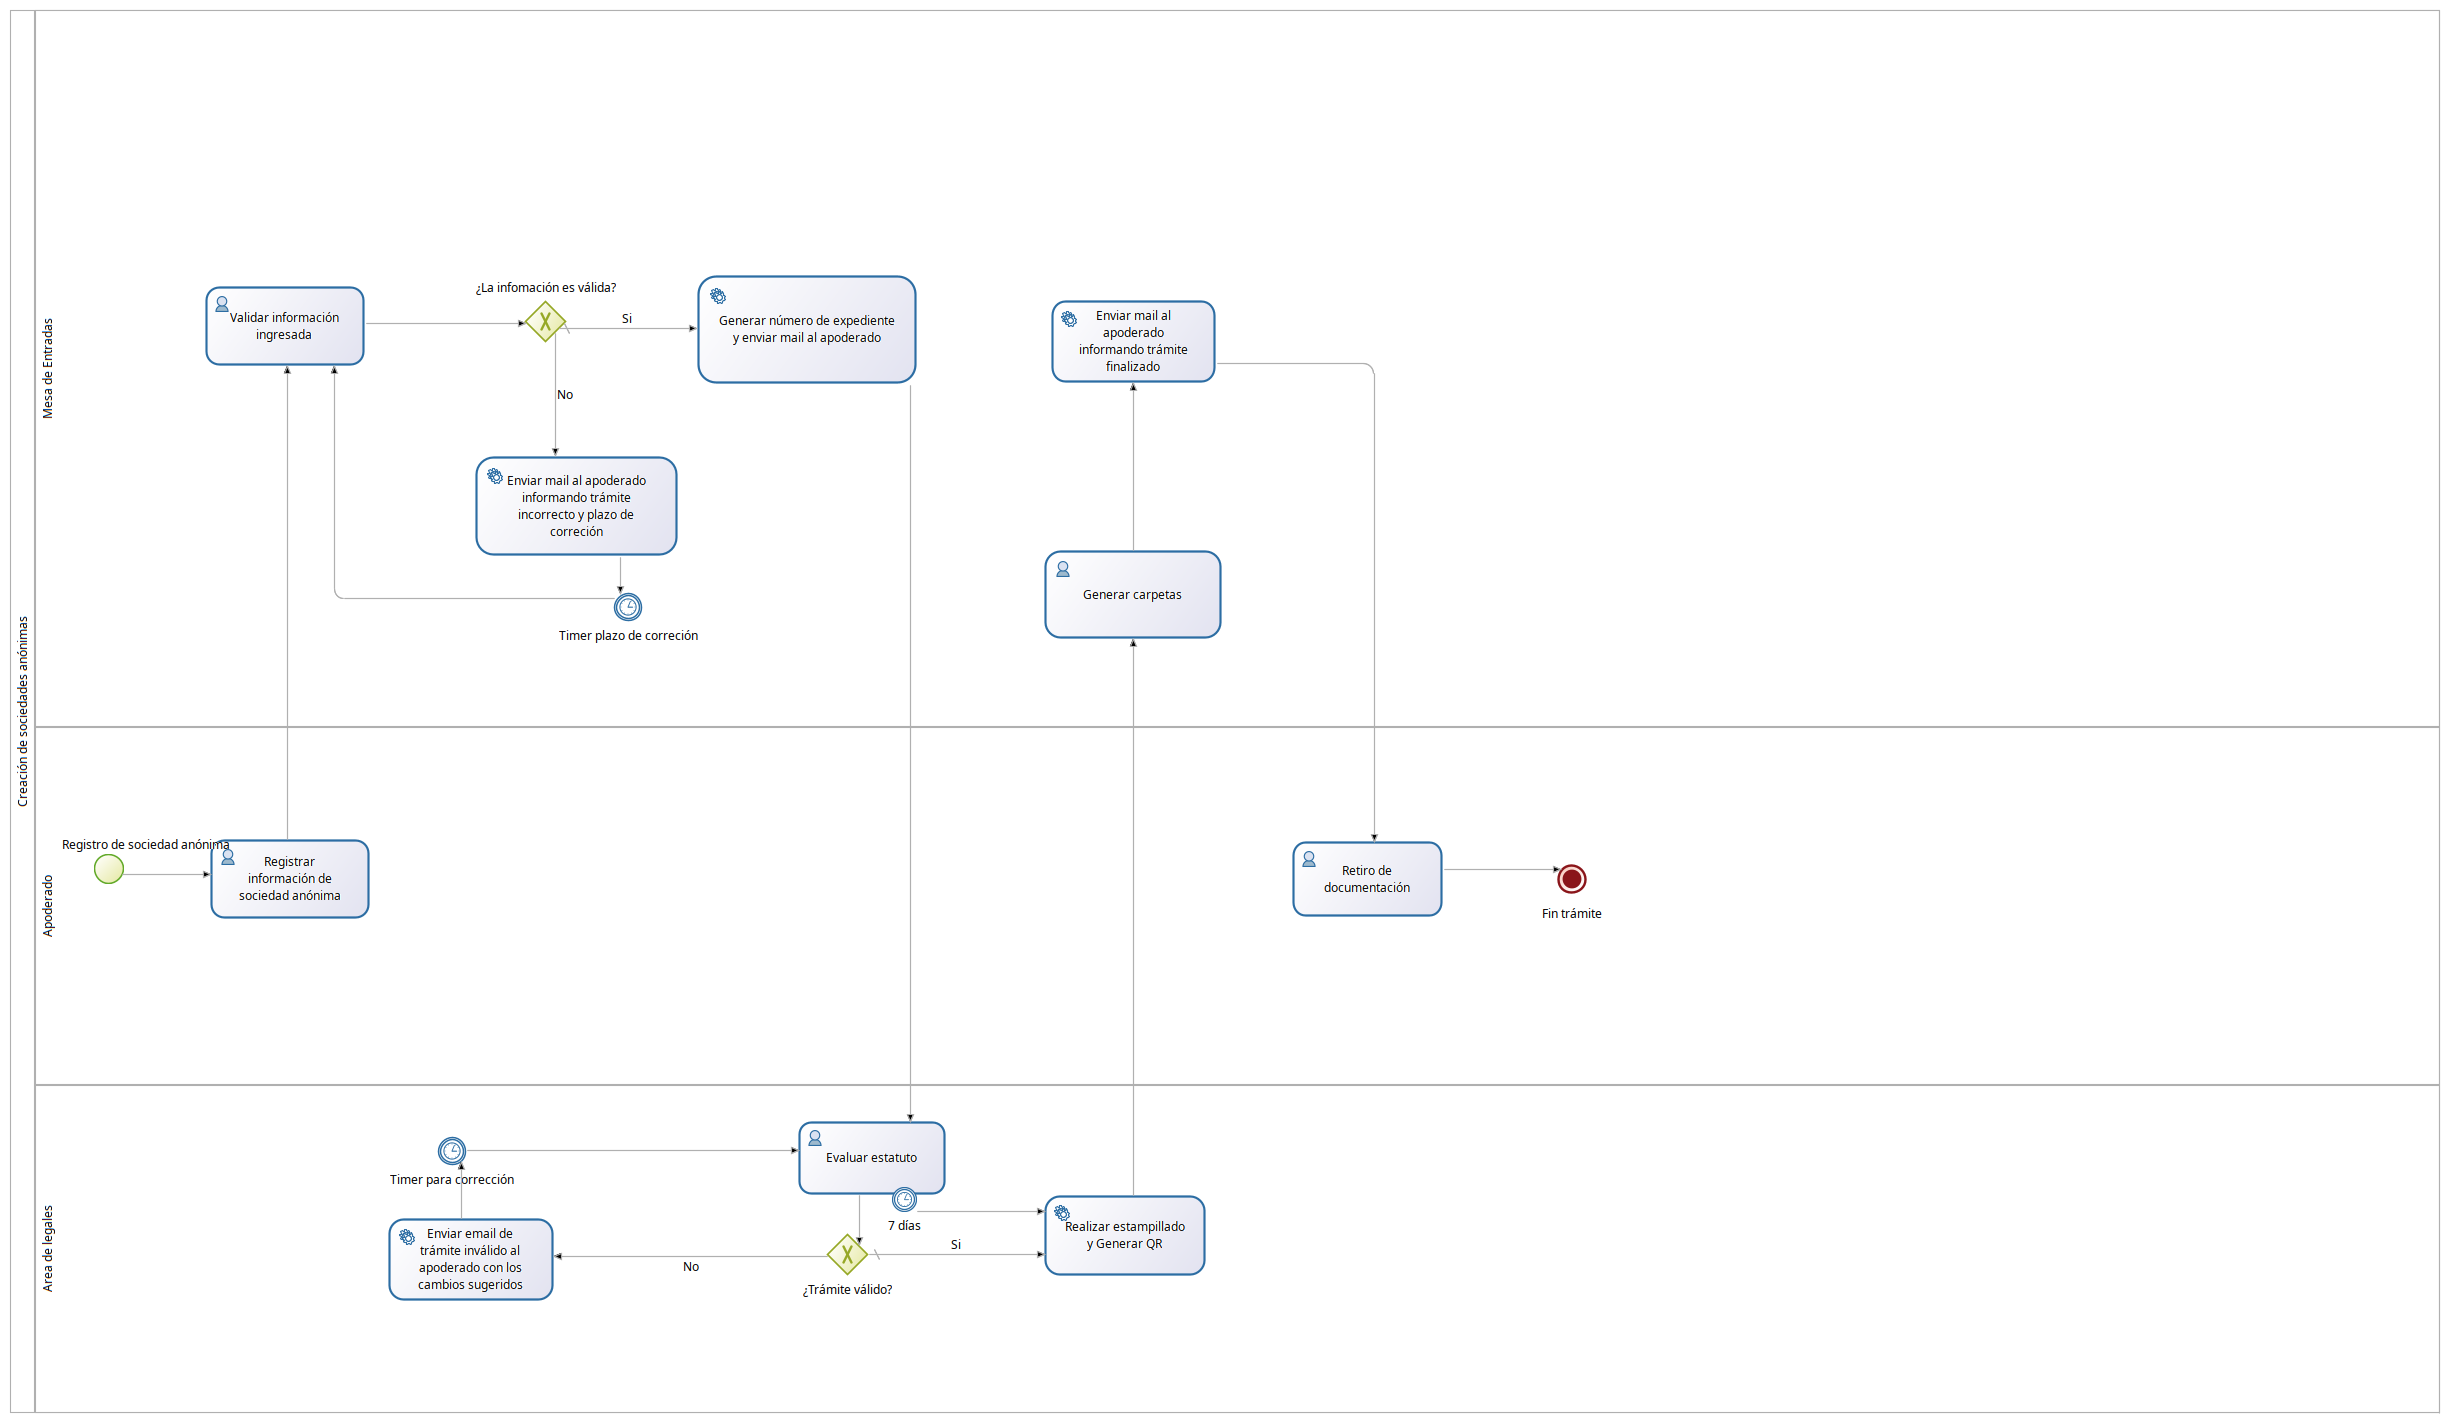 Creación de sociedades anónimas
Mesa de Entradas
Validar información
ingresada
¿La infomación es válida?
Si
No
Generar número de expediente
y enviar mail al apoderado
Enviar mail al apoderado
informando trámite
incorrecto y plazo de
correción
Timer plazo de correción
Enviar mail al
apoderado
informando trámite
finalizado
Generar carpetas
Apoderado
Registro de sociedad anónima
Registrar
información de
sociedad anónima
Retiro de
documentación
Fin trámite
Area de legales
Timer para corrección
Enviar email de
trámite inválido al
apoderado con los
cambios sugeridos
No
Evaluar estatuto
7 días
¿Trámite válido?
Si
Realizar estampillado
y Generar QR